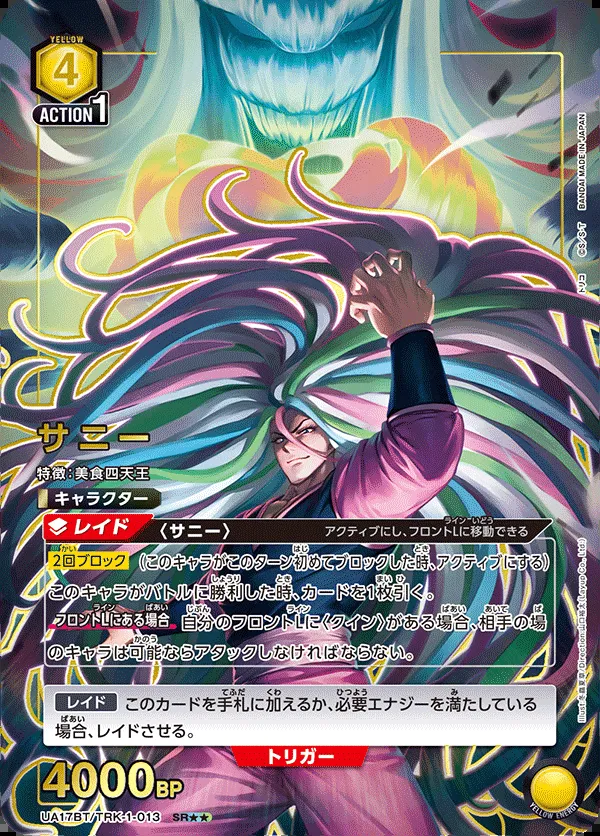 YELLOW
4
ACTION 1
BANDAI MADE IN JAPAN
©S／S・T
トリコ
サニー
特徴:美食四天王
キャラクター
レイド 〈サニー〉 アクティブにし、フロントLに移動できる
2回ブロック (このキャラがこのターン初めてブロックした時、アクティブにする)
このキャラがバトルに勝利した時、カードを1枚引く。
フロントLにある場合 自分のフロントLに〈クイン〉がある場合、相手の場
のキャラは可能ならアタックしなければならない。
レイド このカードを手札に加えるか、必要エナジーを満たしている
場合、レイドさせる。
トリガー
4000BP
UA17BT/TRK-1-013 SR★★
YELLOW ENERGY